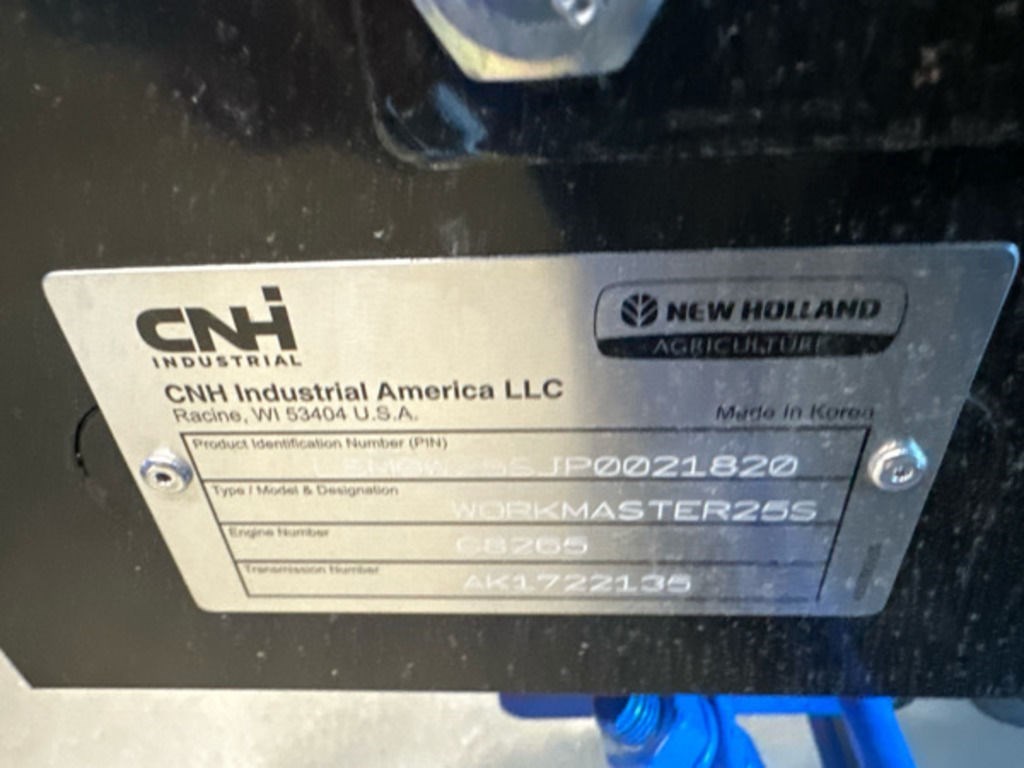 CNH
INDUSTRIAL
NEW HOLLAND
AGRICULTURE
CNH Industrial America LLC
Racine, WI 53404 U.S.A.
Made in Korea
Product Identification Number (PIN)
Type / Model & Designation
WORKMASTER25S
Engine Number
C8265
Transmission Number
AK1722135